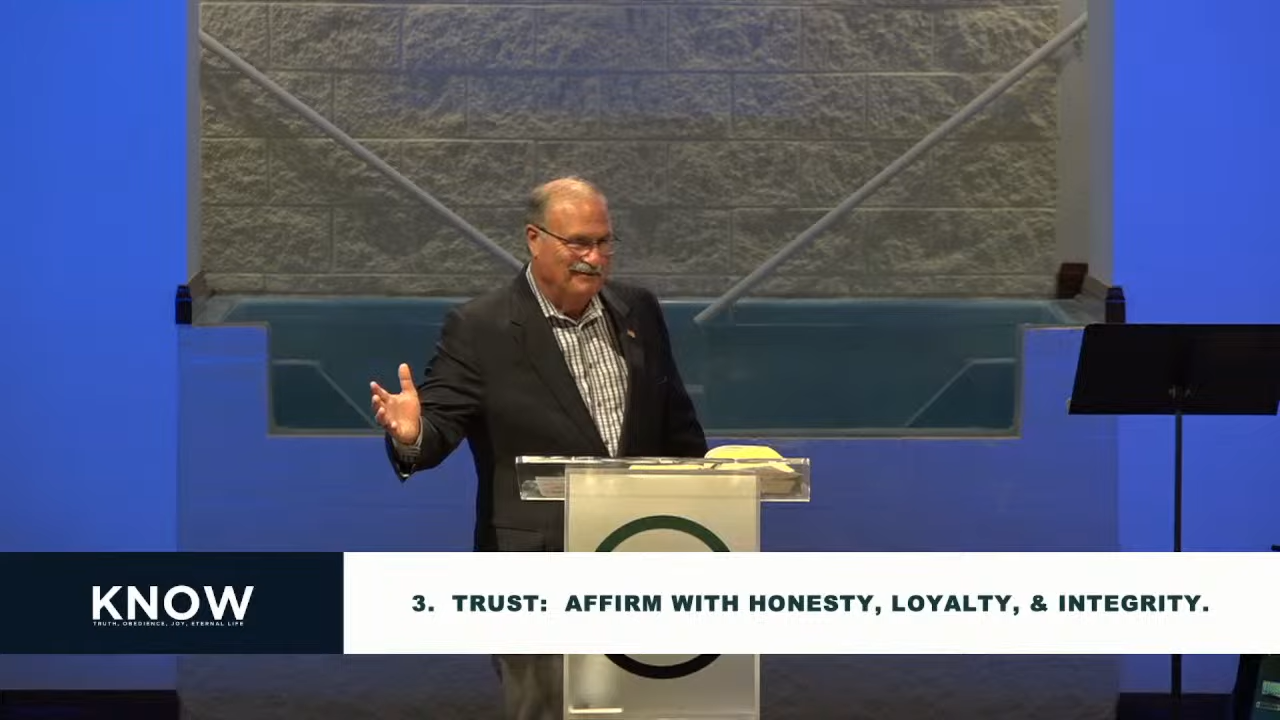 KNOW
TRUTH, OBEDIENCE, JOY, ETERNAL LIFE
3. TRUST: AFFIRM WITH HONESTY, LOYALTY, & INTEGRITY.